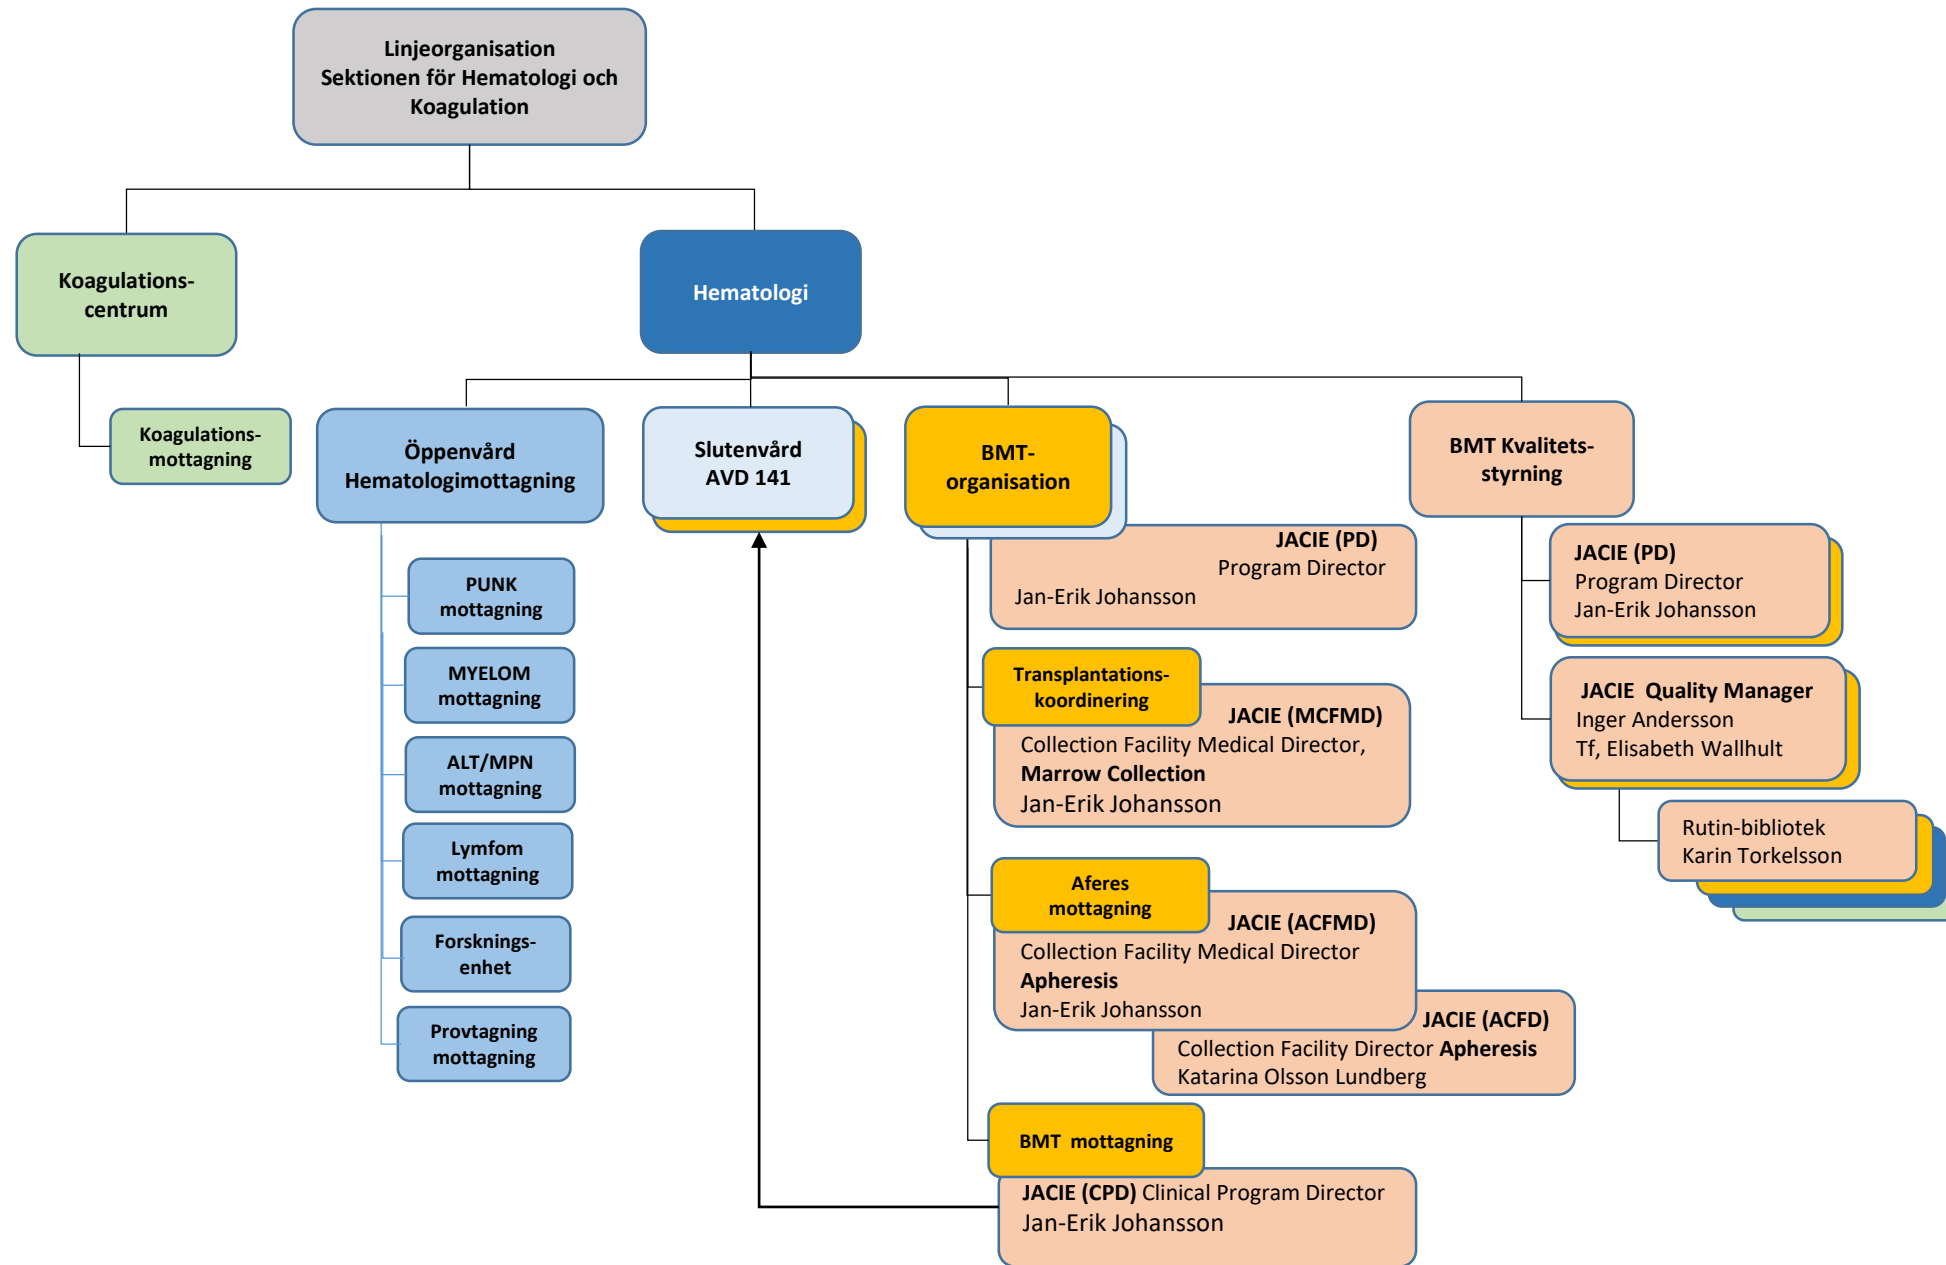 Linjeorganisation
Sektionen för Hematologi och
Koagulation
Koagulations-
centrum
Hematologi
Koagulations-
mottagning
Öppenvård
Hematologimottagning
Slutenvård
AVD 141
BMT-
organisation
BMT Kvalitets-
styrning
PUNK
mottagning
MYELOM
mottagning
ALT/MPN
mottagning
Lymfom
mottagning
Forsknings-
enhet
Provtagning
mottagning
JACIE (PD)
Program Director
Jan-Erik Johansson
Transplantations-
koordinering
JACIE (MCFMD)
Collection Facility Medical Director,
Marrow Collection
Jan-Erik Johansson
Aferes
mottagning
JACIE (ACFMD)
Collection Facility Medical Director
Apheresis
Jan-Erik Johansson
JACIE (ACFD)
Collection Facility Director Apheresis
Katarina Olsson Lundberg
BMT mottagning
JACIE (CPD) Clinical Program Director
Jan-Erik Johansson
JACIE (PD)
Program Director
Jan-Erik Johansson
JACIE Quality Manager
Inger Andersson
Tf, Elisabeth Wallhult
Rutin-bibliotek
Karin Torkelsson